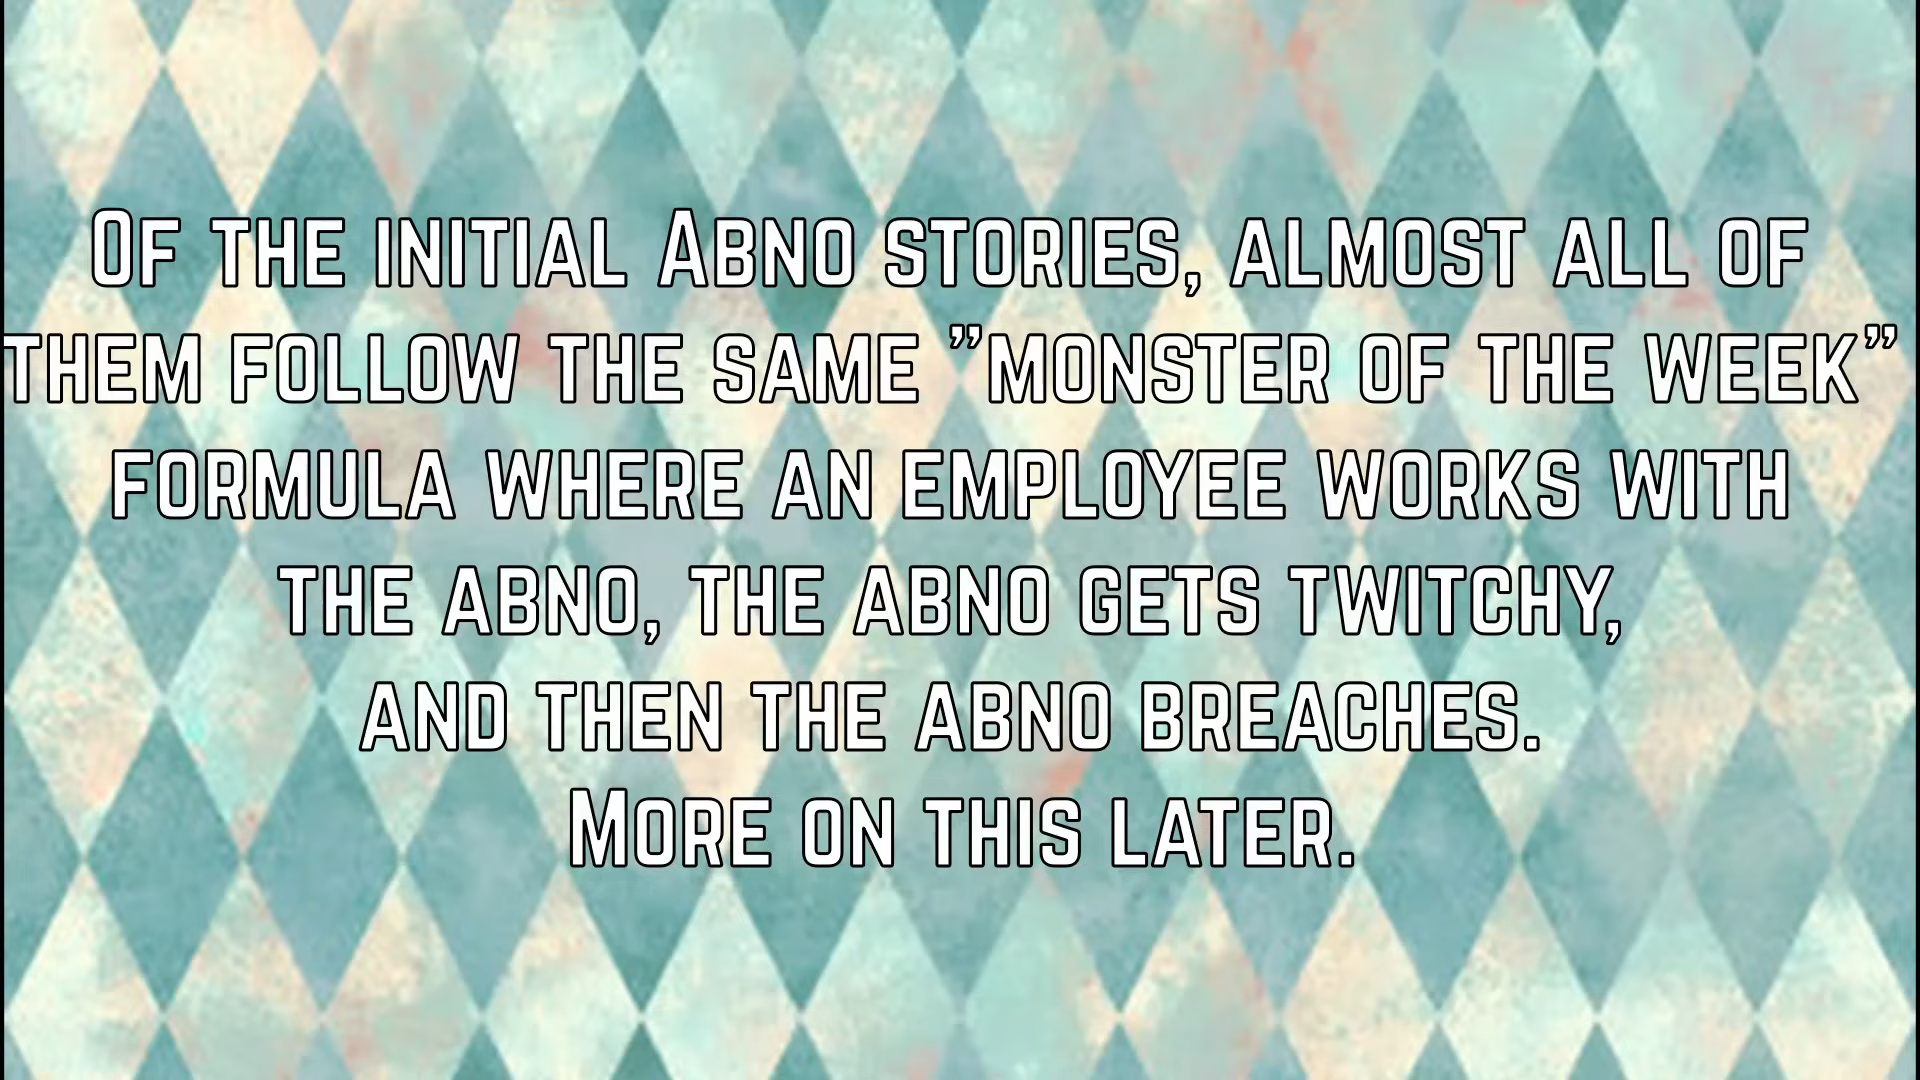 Of the initial Abno stories, almost all of
them follow the same ”monster of the week”
formula where an employee works with
the abno, the abno gets twitchy,
and then the abno breaches.
More on this later.